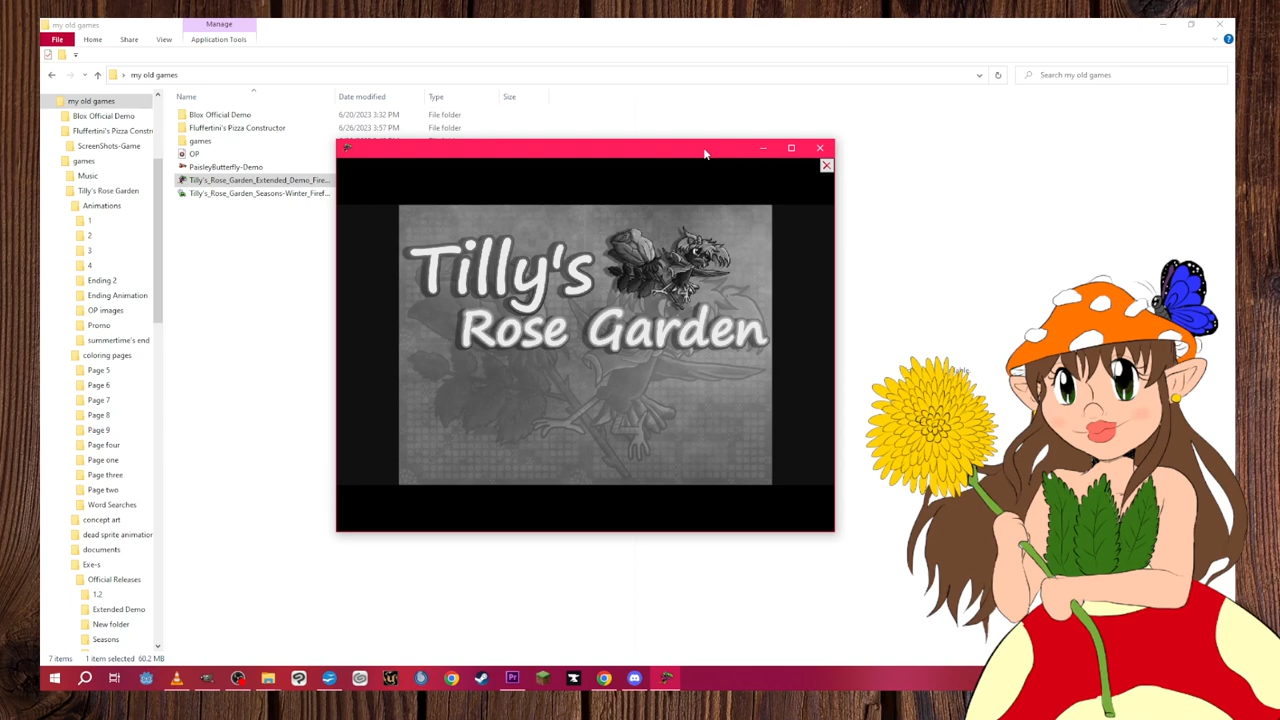 my old games
Manage
File
Home
Share
View
Application Tools
my old games
Search my old games
my old games
Blox Official Demo
Fluffertini's Pizza Constr
ScreenShots-Game
games
Music
Tilly's Rose Garden
Animations
1
2
3
4
Ending 2
Ending Animation
OP images
Promo
summertime's end
coloring pages
Page 5
Page 6
Page 7
Page 8
Page 9
Page four
Page one
Page three
Page two
Word Searches
concept art
dead sprite animation
documents
Exe-s
Official Releases
1.2
Extended Demo
New folder
Seasons
Name
Date modified
Type
Size
Blox Official Demo
6/20/2023 3:32 PM
File folder
Fluffertini's Pizza Constructor
6/26/2023 3:57 PM
File folder
games
OP
PaisleyButterfly-Demo
Tilly's_Rose_Garden_Extended_Demo_Fire...
Tilly's_Rose_Garden_Seasons-Winter_Firef...
Tilly's
Rose Garden
7 items
1 item selected 60.2 MB
Pr